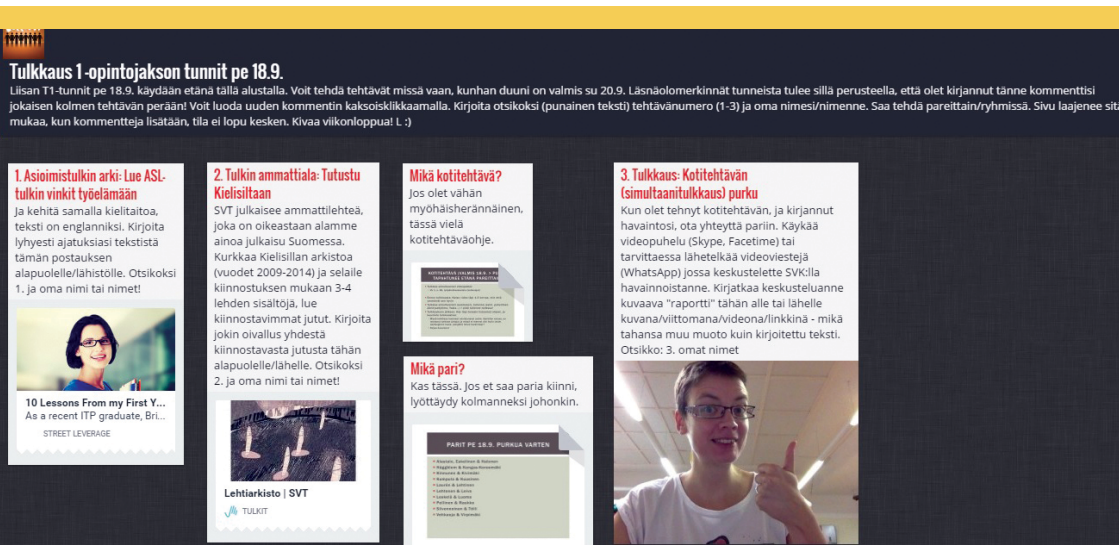 Tulkkaus 1 -opintojakson tunnit pe 18.9.
Liisan T1-tunnit pe 18.9. käydään etänä tällä alustalla. Voit tehdä tehtävät missä vaan, kunhan duuni on valmis su 20.9. Läsnäolomerkinnät tunneista tulee sillä perusteella, että olet kirjannut tänne kommenttisi
jokaisen kolmen tehtävän perään! Voit luoda uuden kommentin kaksoisklikkaamalla. Kirjoita otsikoksi (punainen teksti) tehtävänumero (1-3) ja oma nimesi/nimenne. Saa tehdä pareittain/ryhmissä. Sivu laajenee sitä
mukaa, kun kommentteja lisätään, tila ei lopu kesken. Kivaa viikonloppua! L :)
1. Asioimistulkin arki: Lue ASL-
tulkin vinkit työelämään
Ja kehitä samalla kielitaitoa,
teksti on englanniksi. Kirjoita
lyhyesti ajatuksiasi tekstistä
tämän postauksen
alapuolelle/lähistölle. Otsikoksi
1. ja oma nimi tai nimet!
10 Lessons From my First Y...
As a recent ITP graduate, Bri...
STREET LEVERAGE
2. Tulkin ammattiala: Tutustu
Kielisiltaan
SVT julkaisee ammattilehteä,
joka on oikeastaan alamme
ainoa julkaisu Suomessa.
Kurkkaa Kielisillan arkistoa
(vuodet 2009-2014) ja selaile
kiinnostuksen mukaan 3-4
lehden sisältöjä, lue
kiinnostavimmat jutut. Kirjoita
jokin oivallus yhdestä
kiinnostavasta jutusta tähän
alapuolelle/lähelle. Otsikoksi
2. ja oma nimi tai nimet!
Lehtiarkisto | SVT
TULKIT
Mikä kotitehtävä?
Jos olet vähän
myöhäisherännäinen,
tässä vielä
kotitehtäväohje.
Mikä pari?
Kas tässä. Jos et saa paria kiinni,
lyöttäydy kolmanneksi johonkin.
PARIT PE 18.9. PURKUA VARTEN
3. Tulkkaus: Kotitehtävän
(simultaanitulkkaus) purku
Kun olet tehnyt kotitehtävän, ja kirjannut
havaintosi, ota yhteyttä pariin. Käykää
videopuhelu (Skype, Facetime) tai
tarvittaessa lähetelkää videoviestejä
(WhatsApp) jossa keskustelette SVK:lla
havainnoistanne. Kirjatkaa keskusteluanne
kuvaava "raportti" tähän alle tai lähelle
kuvana/viittomana/videona/linkkinä - mikä
tahansa muu muoto kuin kirjoitettu teksti.
Otsikko: 3. omat nimet